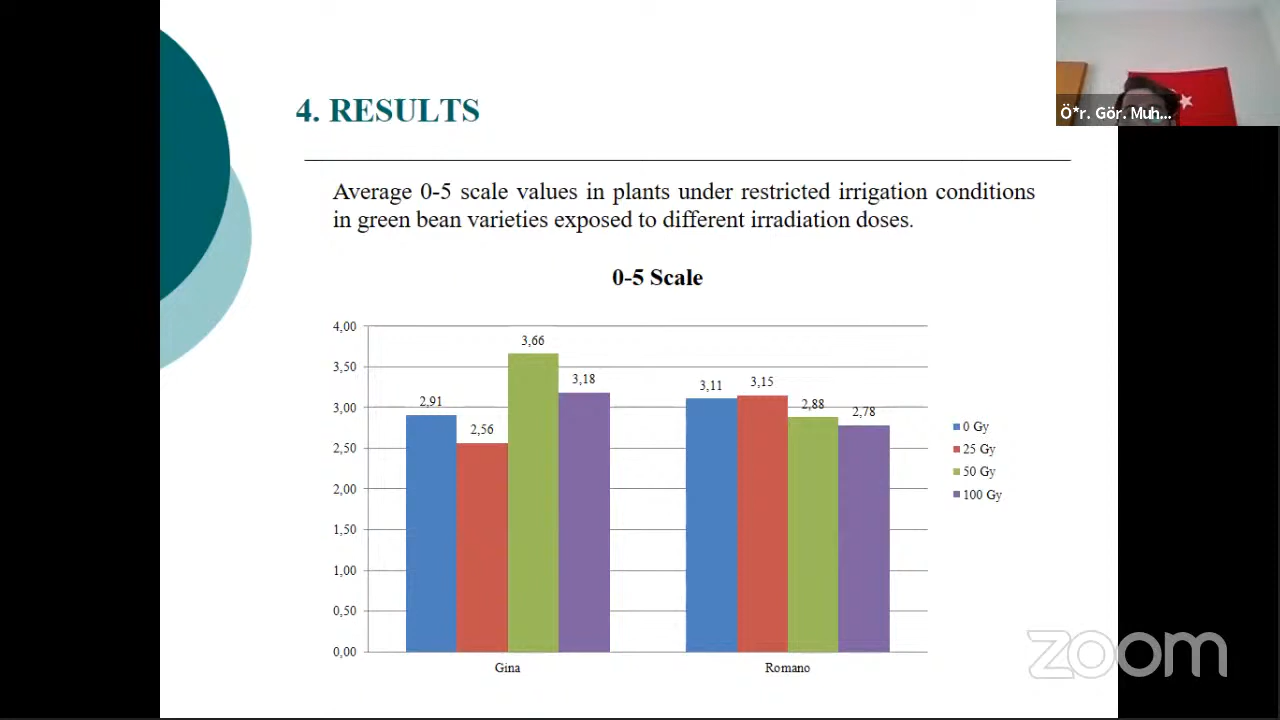 4. RESULTS
Ö*r. Gör. Muh...
Average 0-5 scale values in plants under restricted irrigation conditions
in green bean varieties exposed to different irradiation doses.
0-5 Scale
4,00
3,50
3,00
2,50
2,00
1,50
1,00
0,50
0,00
2,91
2,56
3,66
3,18
3,11
3,15
2,88
2,78
Gina
Romano
0 Gy
25 Gy
50 Gy
100 Gy
zoom